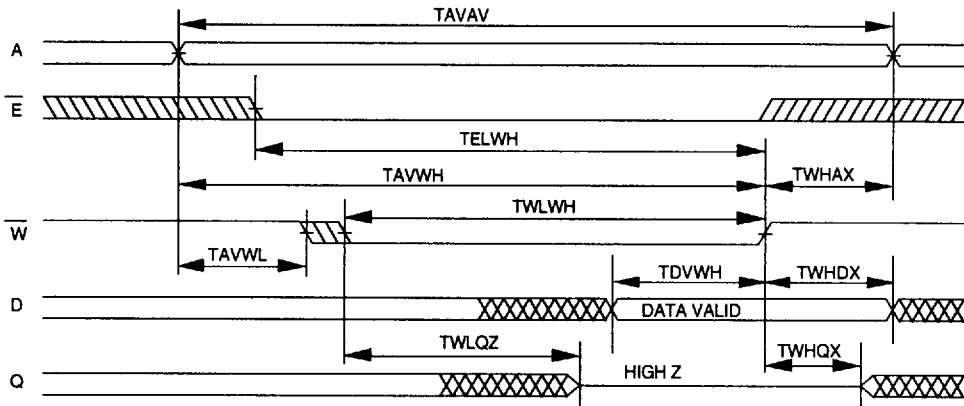 TAVAV
A
E
TELWH
TAVWH
TWHAX
TWLWH
W
TAVWL
TDVWH
TWHDX
D
DATA VALID
TWLQZ
TWHQX
Q
HIGH Z